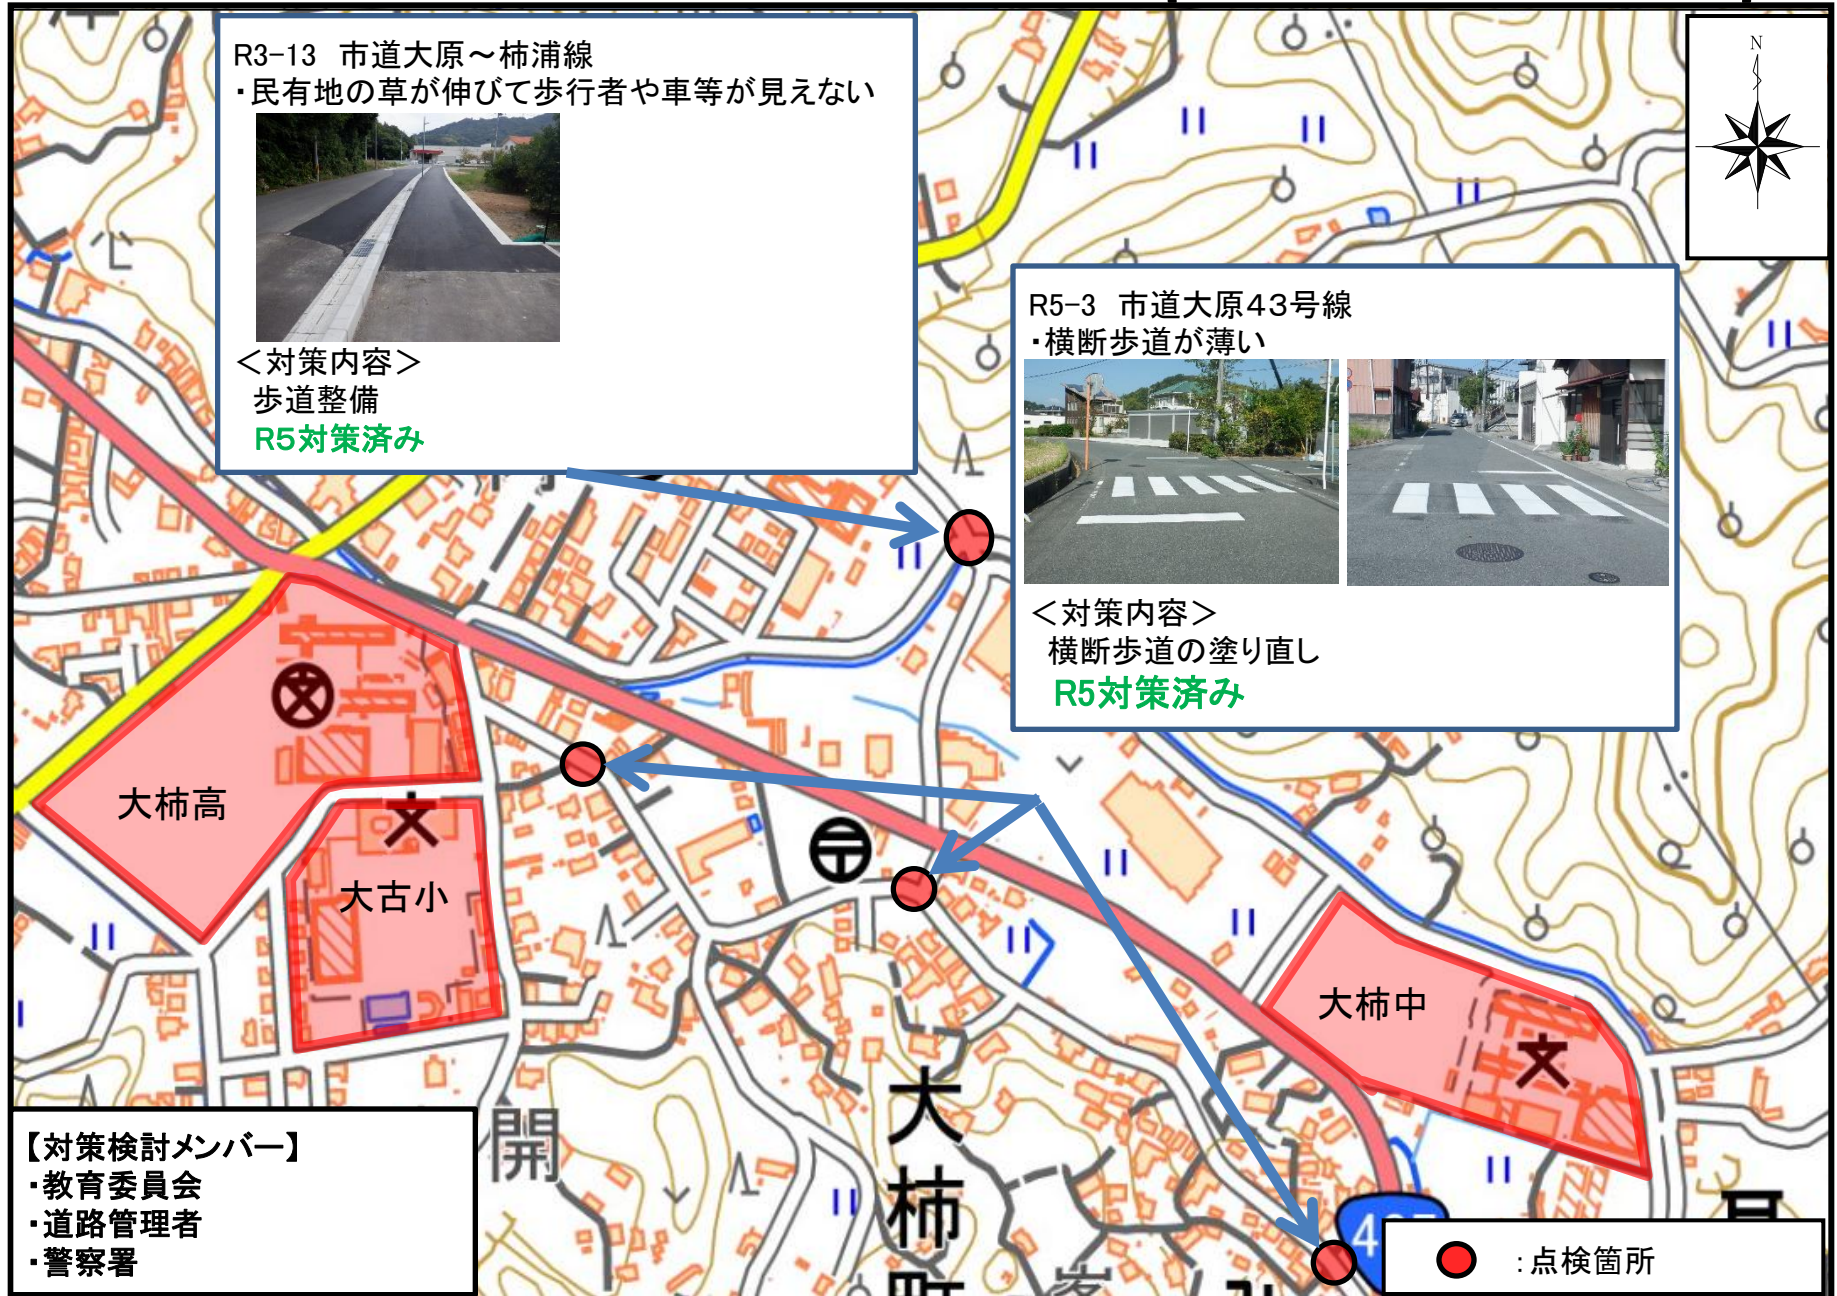 R3-13 市道大原～柿浦線
・民有地の草が伸びて歩行者や車等が見えない
＜対策内容＞
歩道整備
R5対策済み
N
R5-3 市道大原４３号線
・横断歩道が薄い
＜対策内容＞
横断歩道の塗り直し
R5対策済み
大柿高
大古小
大柿中
開
大柿町
【対策検討メンバー】
・教育委員会
・道路管理者
・警察署
：点検箇所